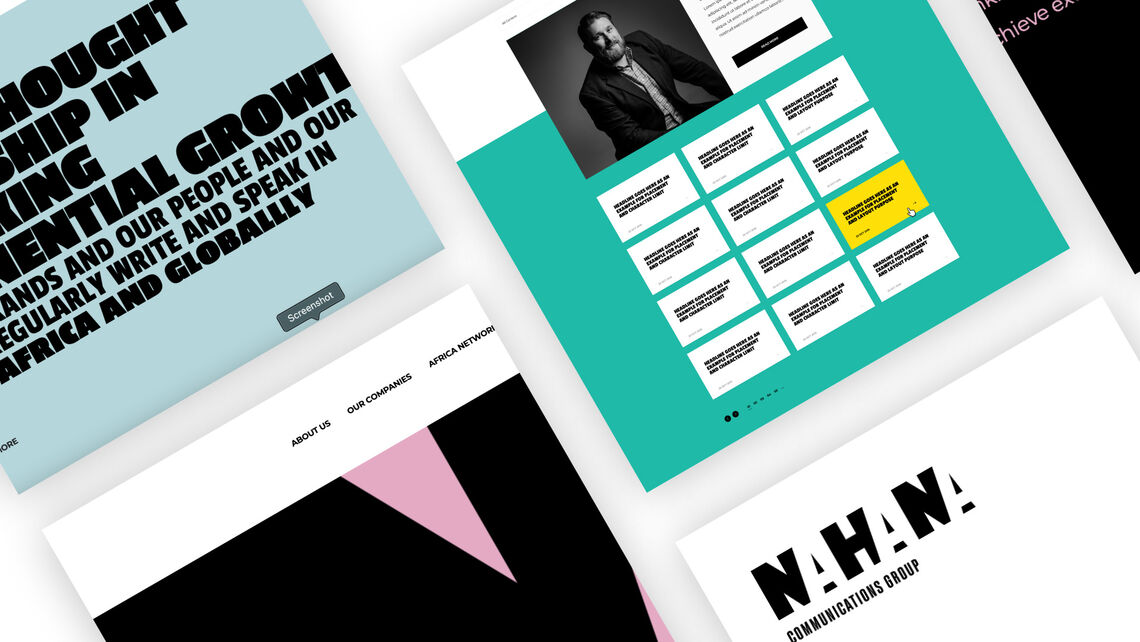 HOUGHT
SHIP IN
KING
NENTIAL GROWT
ANDS AND OUR PEOPLE AND OUR
EGULARLY WRITE AND SPEAK IN
AFRICA AND GLOBALLLY
ORE
Screenshot
ABOUT US
OUR COMPANIES
AFRICA NETWORK
READ MORE
HEADLINE GOES HERE AS AN
EXAMPLE FOR PLACEMENT
AND CHARACTER LIMIT
HEADLINE GOES HERE AS AN
EXAMPLE FOR PLACEMENT
AND CHARACTER LIMIT
HEADLINE GOES HERE AS AN
EXAMPLE FOR PLACEMENT
AND LAYOUT PURPOSE
HEADLINE GOES HERE AS AN
EXAMPLE FOR PLACEMENT
AND CHARACTER LIMIT
HEADLINE GOES HERE AS AN
EXAMPLE FOR PLACEMENT
AND CHARACTER LIMIT
HEADLINE GOES HERE AS AN
EXAMPLE FOR PLACEMENT
AND LAYOUT PURPOSE
HEADLINE GOES HERE AS AN
EXAMPLE FOR PLACEMENT
AND CHARACTER LIMIT
HEADLINE GOES HERE AS AN
EXAMPLE FOR PLACEMENT
AND CHARACTER LIMIT
HEADLINE GOES HERE AS AN
EXAMPLE FOR PLACEMENT
AND LAYOUT PURPOSE
HEADLINE GOES HERE AS AN
EXAMPLE FOR PLACEMENT
AND CHARACTER LIMIT
HEADLINE GOES HERE AS AN
EXAMPLE FOR PLACEMENT
AND LAYOUT PURPOSE
HEADLINE GOES HERE AS AN
EXAMPLE FOR PLACEMENT
AND LAYOUT PURPOSE
chieve ex
NAHANA
COMMUNICATIONS GROUP